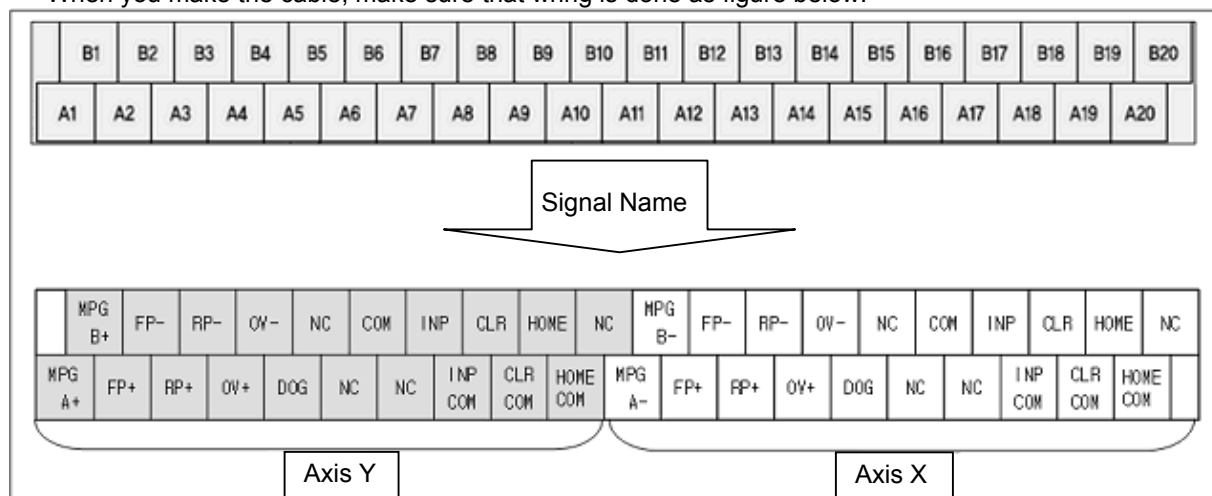 When you make the cable, make sure that wring is done as figure below.
B1 B2 B3 B4 B5 B6 B7 B8 B9 B10 B11 B12 B13 B14 B15 B16 B17 B18 B19 B20
A1 A2 A3 A4 A5 A6 A7 A8 A9 A10 A11 A12 A13 A14 A15 A16 A17 A18 A19 A20
Signal Name
MPG B+ FP- RP- OV- NC COM INP CLR HOME NC MPG B- FP- RP- OV- NC COM INP CLR HOME NC
MPG A+ FP+ RP+ OV+ DOG NC NC INP COM CLR COM HOME COM MPG A- FP+ RP+ OV+ DOG NC NC INP COM CLR COM HOME COM
Axis Y Axis X